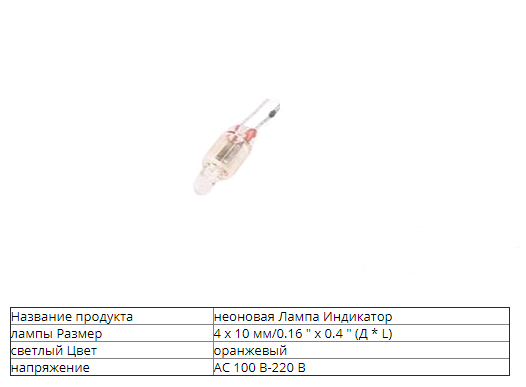 Название продукта неоновая Лампа Индикатор
лампы Размер 4 x 10 мм/0.16 " x 0.4 " (Д * L)
светлый Цвет оранжевый
напряжение AC 100 В-220 В